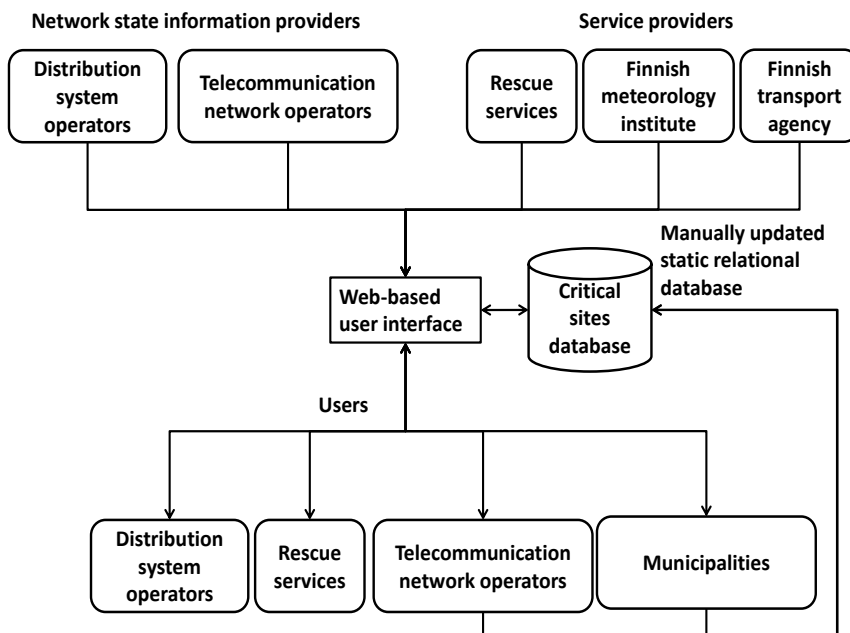 Network state information providers
Service providers
Distribution
system
operators
Telecommunication
network operators
Rescue
services
Finnish
meteorology
institute
Finnish
transport
agency
Manually updated
static relational
database
Web-based
user interface
Critical
sites
database
Users
Distribution
system
operators
Rescue
services
Telecommunication
network operators
Municipalities